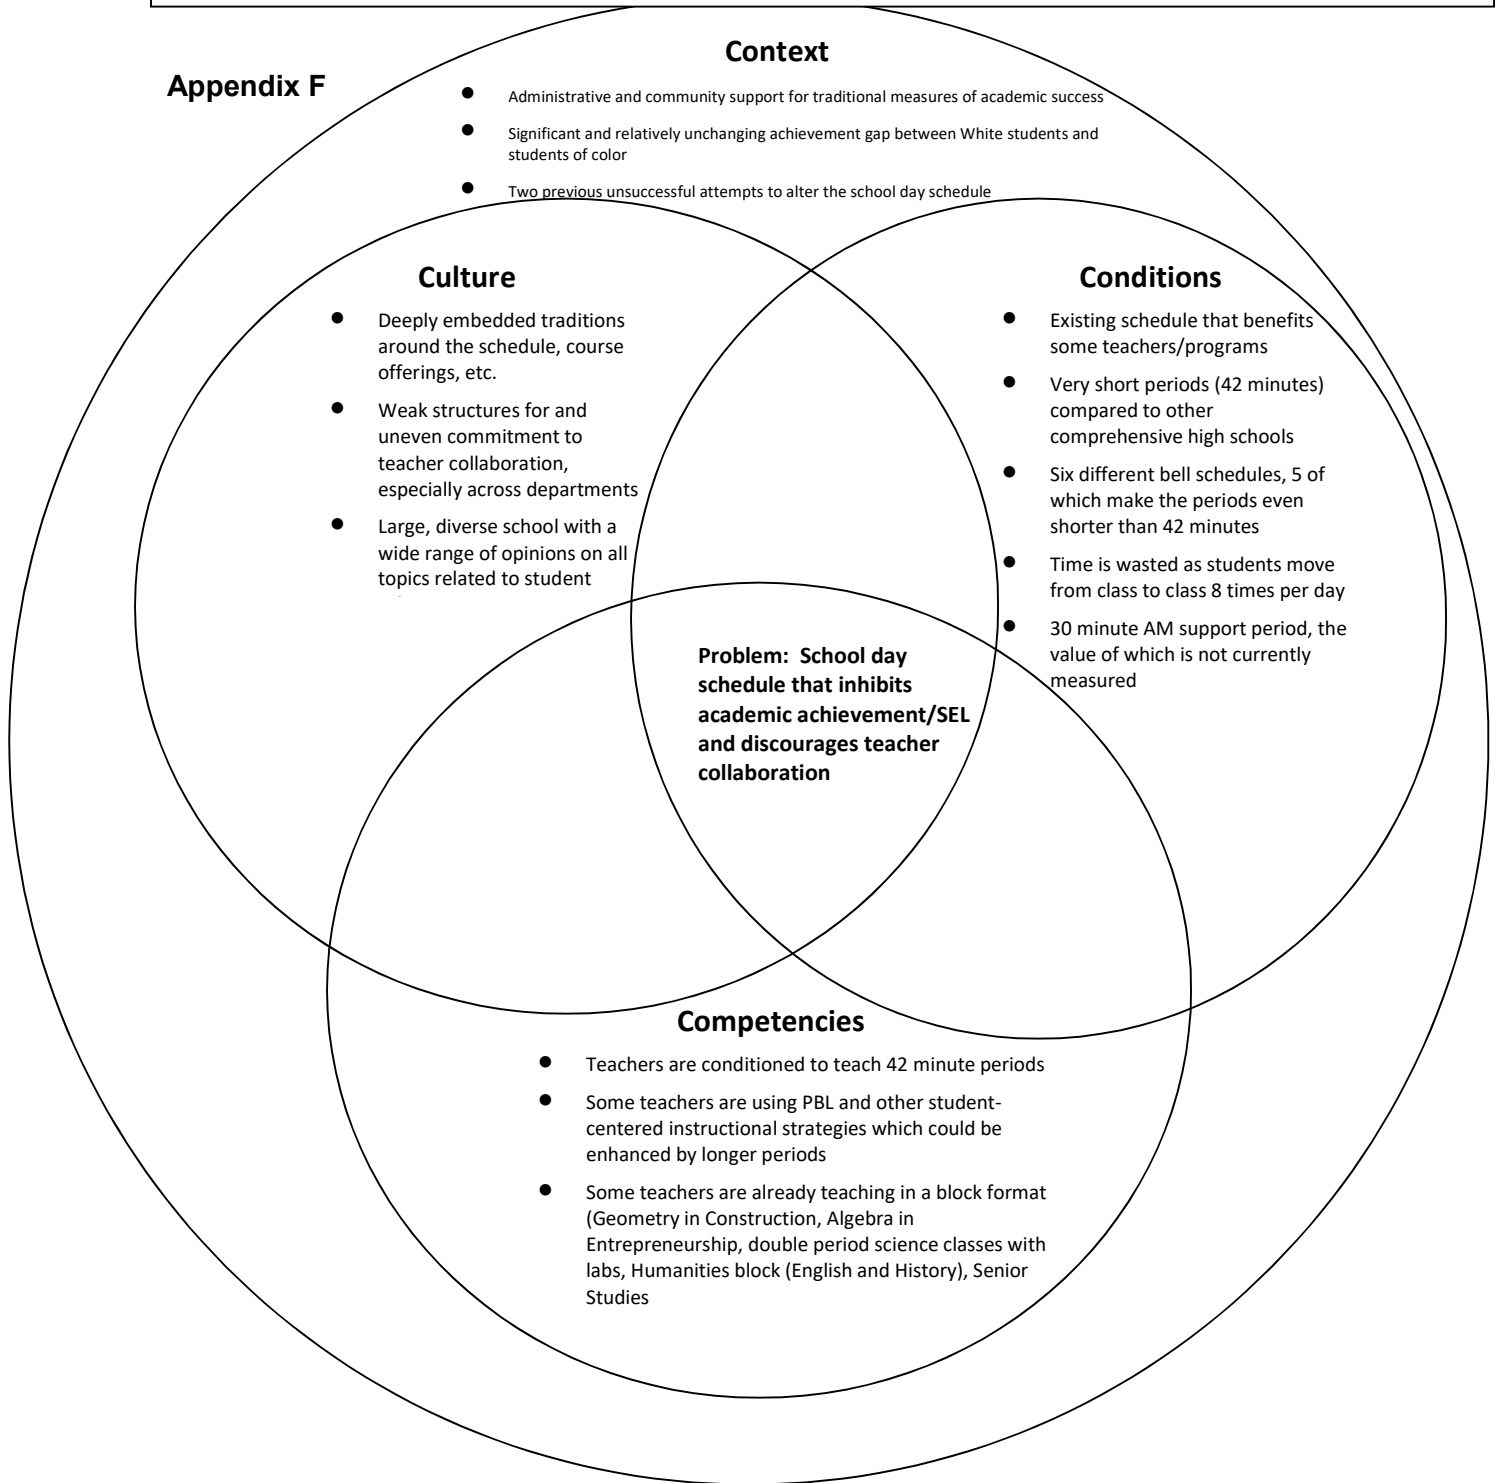 Context
Appendix F
● Administrative and community support for traditional measures of academic success
● Significant and relatively unchanging achievement gap between White students and
students of color
● Two previous unsuccessful attempts to alter the school day schedule
Culture
● Deeply embedded traditions
around the schedule, course
offerings, etc.
● Weak structures for and
uneven commitment to
teacher collaboration,
especially across departments
● Large, diverse school with a
wide range of opinions on all
topics related to student
Conditions
● Existing schedule that benefits
some teachers/programs
● Very short periods (42 minutes)
compared to other
comprehensive high schools
● Six different bell schedules, 5 of
which make the periods even
shorter than 42 minutes
● Time is wasted as students move
from class to class 8 times per day
● 30 minute AM support period, the
value of which is not currently
measured
Problem: School day
schedule that inhibits
academic achievement/SEL
and discourages teacher
collaboration
Competencies
● Teachers are conditioned to teach 42 minute periods
● Some teachers are using PBL and other student-
centered instructional strategies which could be
enhanced by longer periods
● Some teachers are already teaching in a block format
(Geometry in Construction, Algebra in
Entrepreneurship, double period science classes with
labs, Humanities block (English and History), Senior
Studies